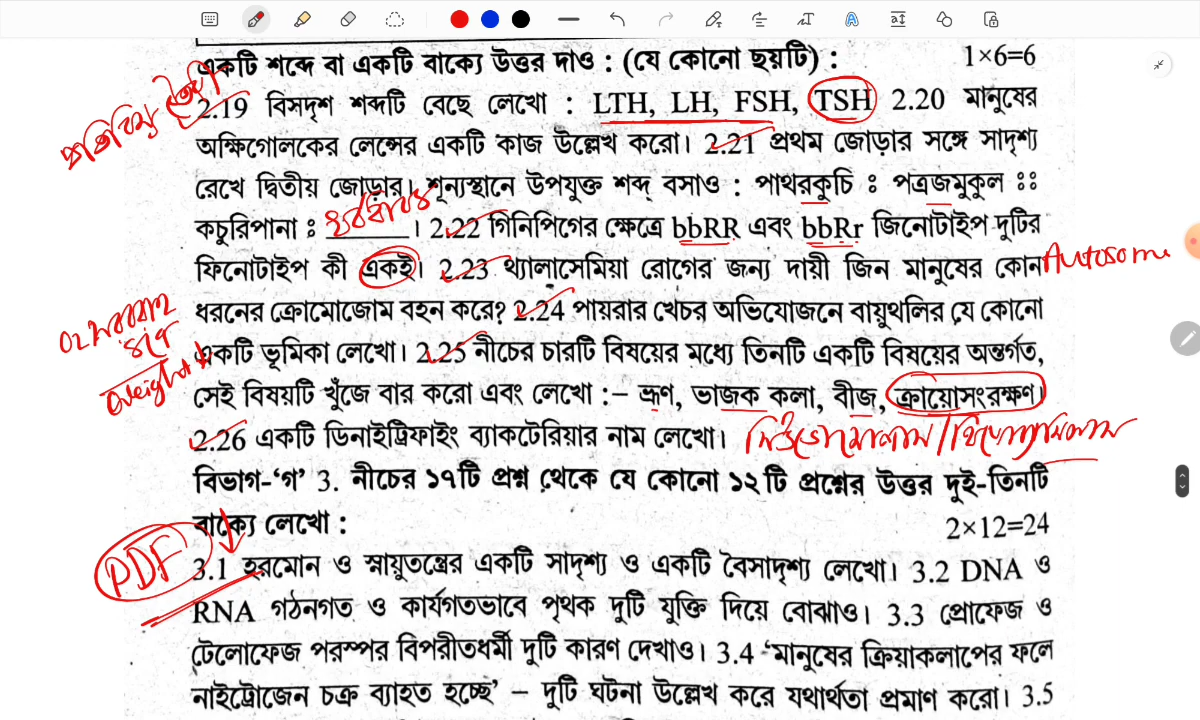 একটি শব্দে বা একটি বাক্যে উত্তর দাও : (যে কোনো ছয়টি) : 1×6=6
প্রতিবিম্ব তৈরী
2.19 বিসদৃশ শব্দটি বেছে লেখো : LTH, LH, FSH, TSH 2.20 মানুষের
অক্ষিগোলকের লেন্সের একটি কাজ উল্লেখ করো। 2.21 প্রথম জোড়ার সঙ্গে সাদৃশ্য
রেখে দ্বিতীয় জোড়ার। শূন্যস্থানে উপযুক্ত শব্দ্ বসাও : পাথরকুচি ঃ পত্রজমুকুল ঃঃ
কচুরিপানা ঃ ________। 2.22 গিনিপিগের ক্ষেত্রে bbRR এবং bbRr জিনোটাইপ দুটির
ফিনোটাইপ কী একই। 2.23 থ্যালাসেমিয়া রোগের জন্য দায়ী জিন মানুষের কোন Autosome
ধরনের ক্রোমোজোম বহন করে? 2.24 পায়রার খেচর অভিযোজনে বায়ুথলির যে কোনো
O₂ সরবরাহ
একটি ভূমিকা লেখো। 2.25 নীচের চারটি বিষয়ের মধ্যে তিনটি একটি বিষয়ের অন্তর্গত,
weight↓
সেই বিষয়টি খুঁজে বার করো এবং লেখো :– ভ্রূণ, ভাজক কলা, বীজ, ক্রায়োসংরক্ষণ।
2.26 একটি ডিনাইট্রিফাইং ব্যাকটেরিয়ার নাম লেখো।
বিভাগ-‘গ’ 3. নীচের ১৭টি প্রশ্ন থেকে যে কোনো ১২টি প্রশ্নের উত্তর দুই-তিনটি
বাক্যে লেখো : 2×12=24
PDF
3.1 হরমোন ও স্নায়ুতন্ত্রের একটি সাদৃশ্য ও একটি বৈসাদৃশ্য লেখো। 3.2 DNA ও
RNA গঠনগত ও কার্যগতভাবে পৃথক দুটি যুক্তি দিয়ে বোঝাও। 3.3 প্রোফেজ ও
টেলোফেজ পরস্পর বিপরীতধর্মী দুটি কারণ দেখাও। 3.4 ‘মানুষের ক্রিয়াকলাপের ফলে
নাইট্রোজেন চক্র ব্যাহত হচ্ছে’ – দুটি ঘটনা উল্লেখ করে যথার্থতা প্রমাণ করো। 3.5